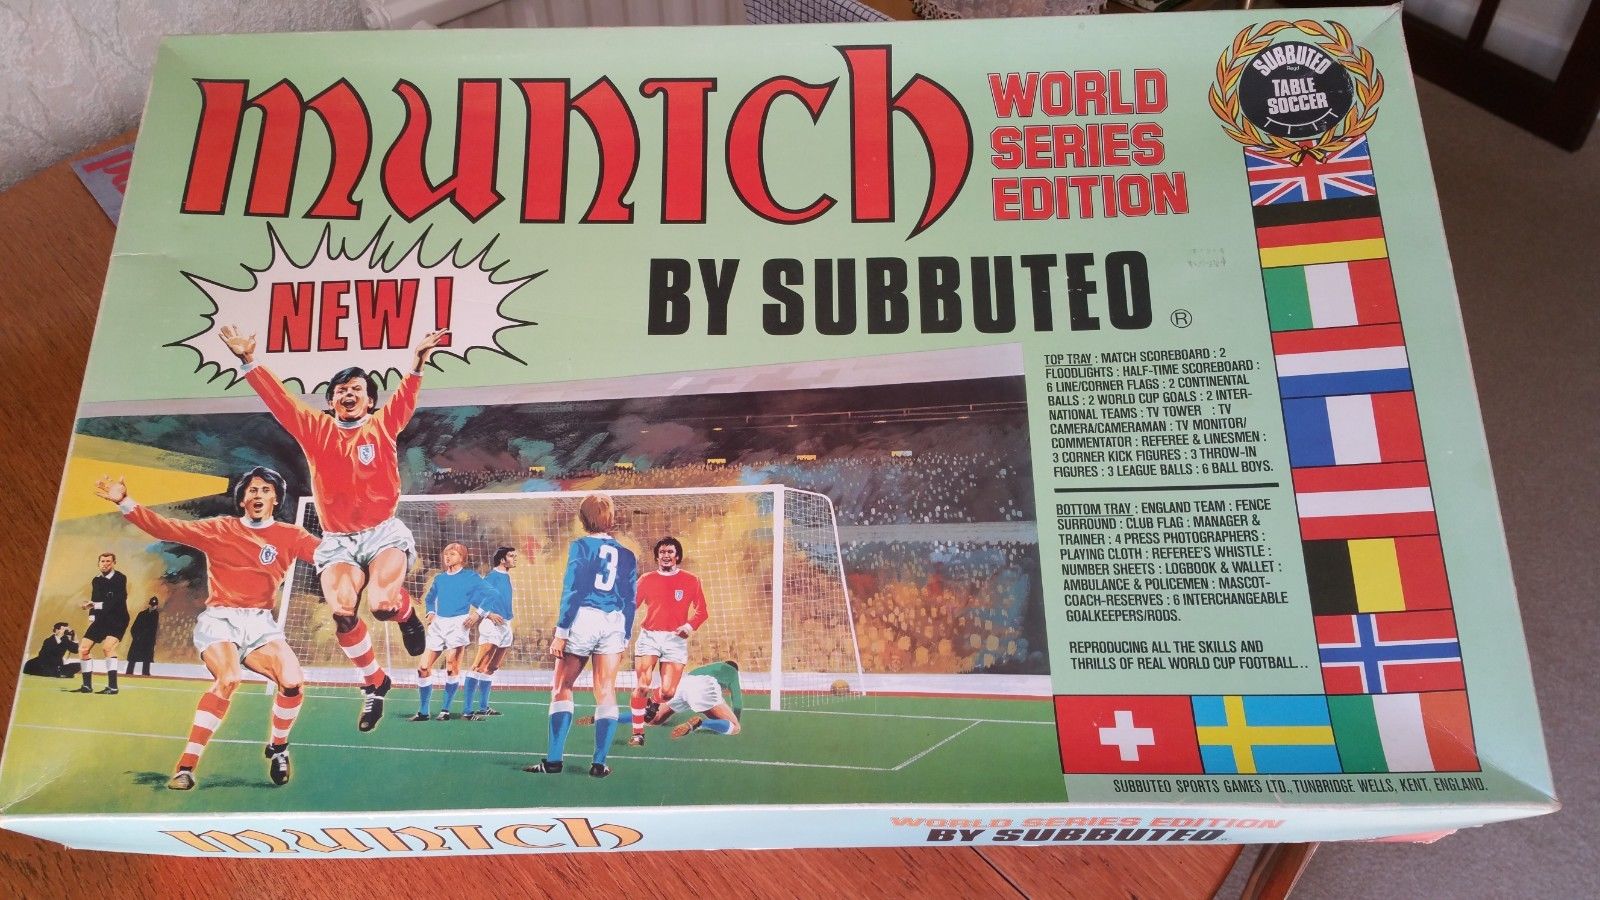 munich
WORLD
SERIES
EDITION
SUBBUTEO
Regd
TABLE
SOCCER
NEW!
BY SUBBUTEO ®
TOP TRAY : MATCH SCOREBOARD : 2
FLOODLIGHTS : HALF-TIME SCOREBOARD :
6 LINE/CORNER FLAGS : 2 CONTINENTAL
BALLS : 2 WORLD CUP GOALS : 2 INTER-
NATIONAL TEAMS : TV TOWER : TV
CAMERA/CAMERAMAN : TV MONITOR/
COMMENTATOR : REFEREE & LINESMEN :
3 CORNER KICK FIGURES : 3 THROW-IN
FIGURES : 3 LEAGUE BALLS : 6 BALL BOYS.
BOTTOM TRAY : ENGLAND TEAM : FENCE
SURROUND : CLUB FLAG : MANAGER &
TRAINER : 4 PRESS PHOTOGRAPHERS :
PLAYING CLOTH : REFEREE'S WHISTLE :
NUMBER SHEETS : LOGBOOK & WALLET :
AMBULANCE & POLICEMEN : MASCOT-
COACH-RESERVES : 6 INTERCHANGEABLE
GOALKEEPERS/RODS.
REPRODUCING ALL THE SKILLS AND
THRILLS OF REAL WORLD CUP FOOTBALL...
3
SUBBUTEO SPORTS GAMES LTD., TUNBRIDGE WELLS, KENT, ENGLAND.
munich
WORLD SERIES EDITION
BY SUBBUTEO